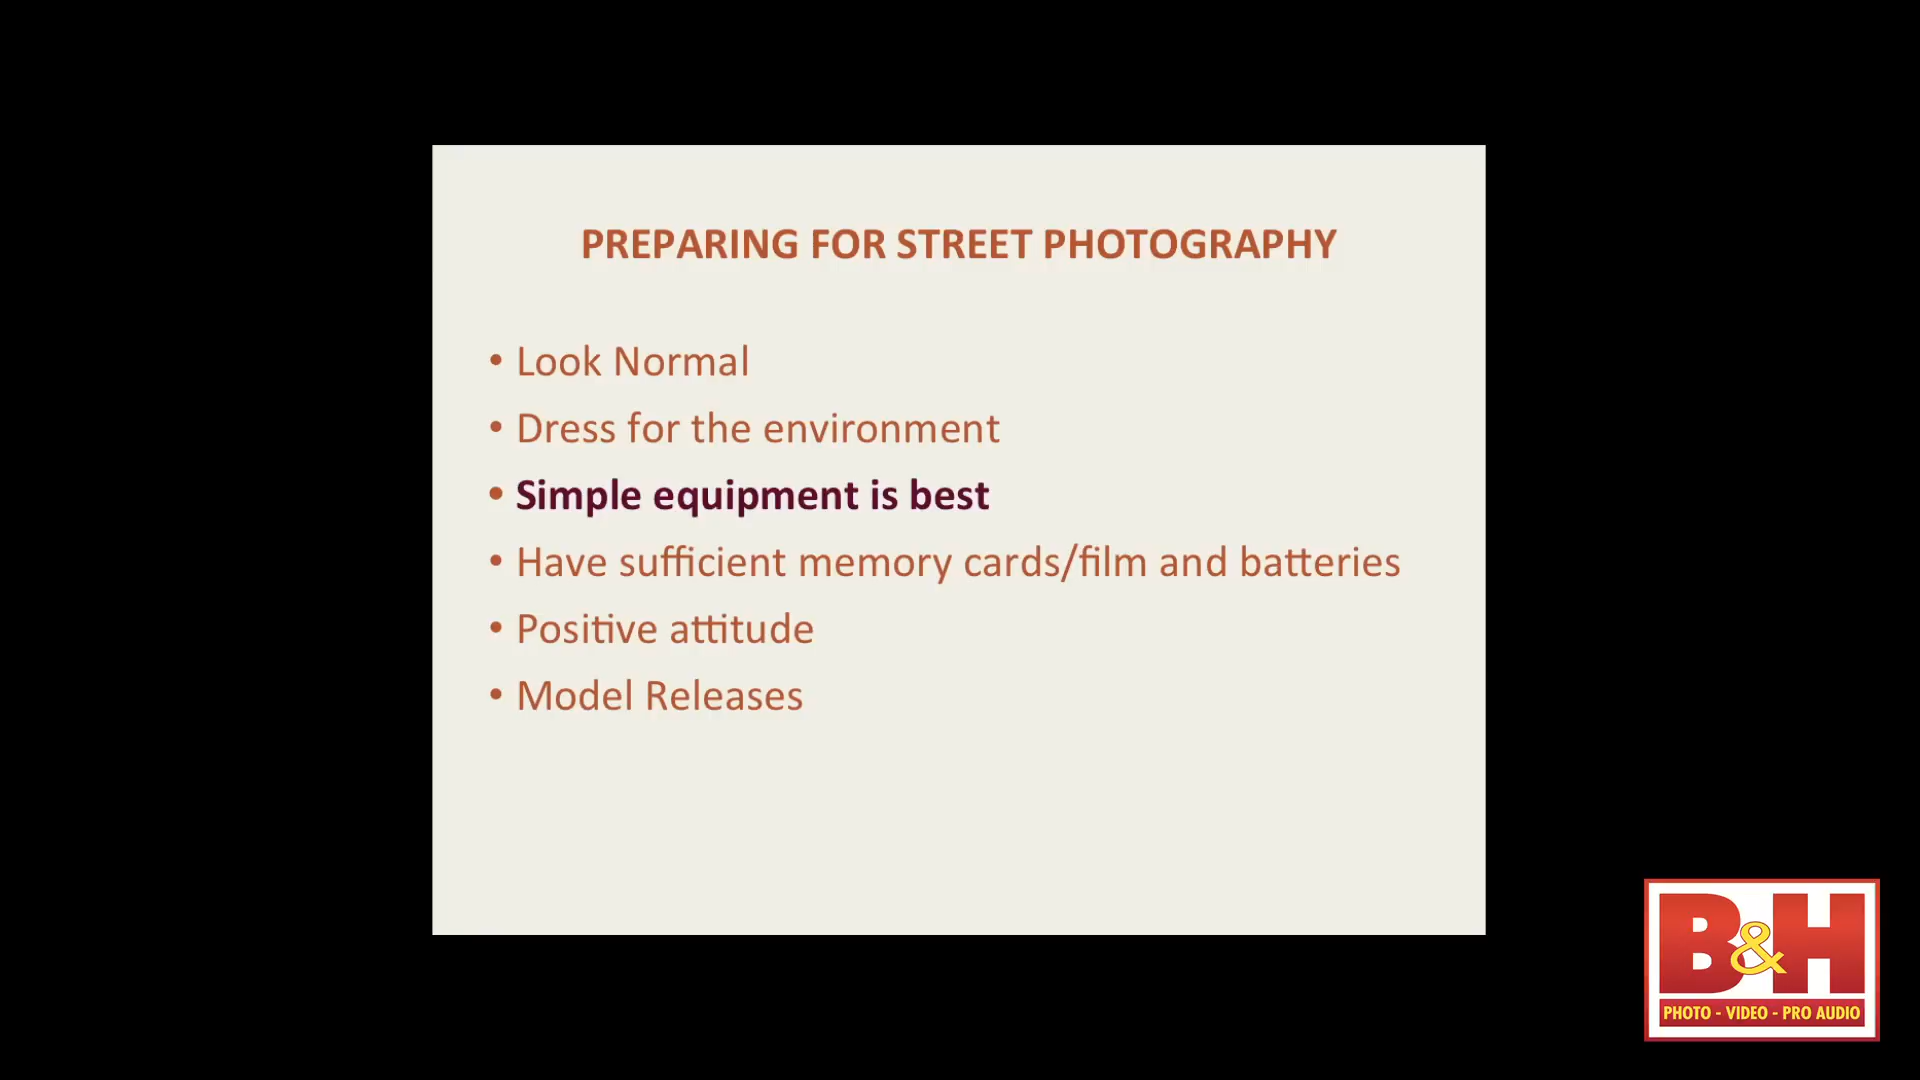 PREPARING FOR STREET PHOTOGRAPHY
• Look Normal
• Dress for the environment
• Simple equipment is best
• Have sufficient memory cards/film and batteries
• Positive attitude
• Model Releases
B&H
PHOTO - VIDEO - PRO AUDIO